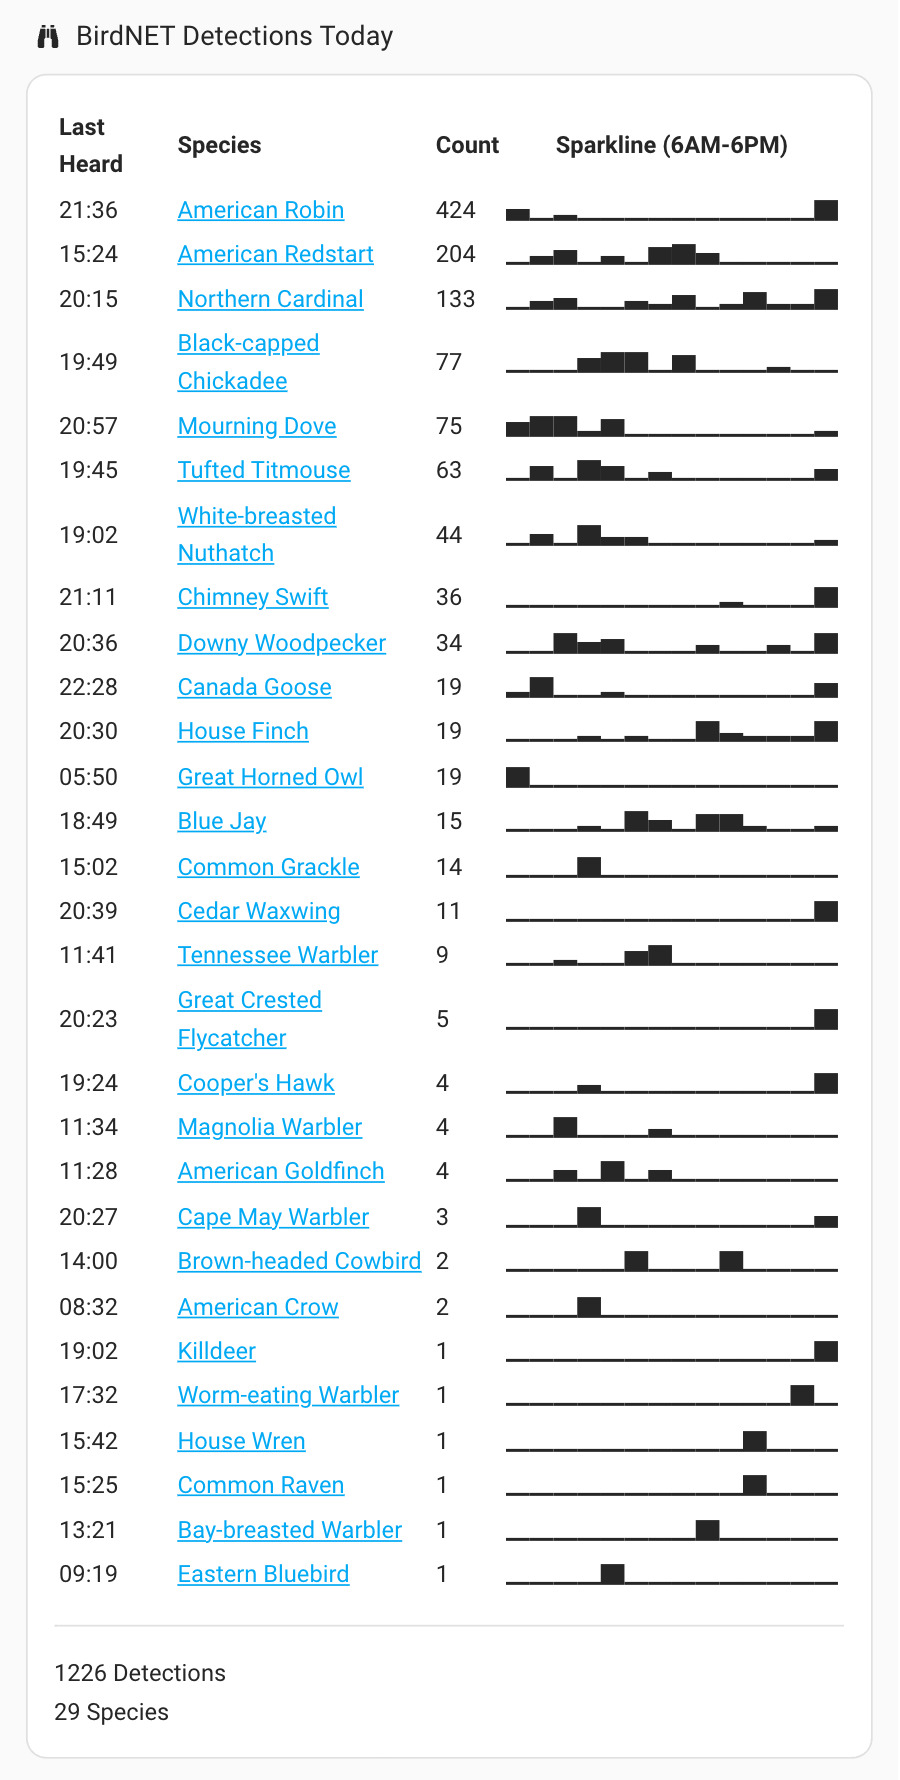 BirdNET Detections Today
Last Heard Species Count Sparkline (6AM-6PM)
21:36 American Robin 424
15:24 American Redstart 204
20:15 Northern Cardinal 133
19:49 Black-capped Chickadee 77
20:57 Mourning Dove 75
19:45 Tufted Titmouse 63
19:02 White-breasted Nuthatch 44
21:11 Chimney Swift 36
20:36 Downy Woodpecker 34
22:28 Canada Goose 19
20:30 House Finch 19
05:50 Great Horned Owl 19
18:49 Blue Jay 15
15:02 Common Grackle 14
20:39 Cedar Waxwing 11
11:41 Tennessee Warbler 9
20:23 Great Crested Flycatcher 5
19:24 Cooper's Hawk 4
11:34 Magnolia Warbler 4
11:28 American Goldfinch 4
20:27 Cape May Warbler 3
14:00 Brown-headed Cowbird 2
08:32 American Crow 2
19:02 Killdeer 1
17:32 Worm-eating Warbler 1
15:42 House Wren 1
15:25 Common Raven 1
13:21 Bay-breasted Warbler 1
09:19 Eastern Bluebird 1
1226 Detections
29 Species